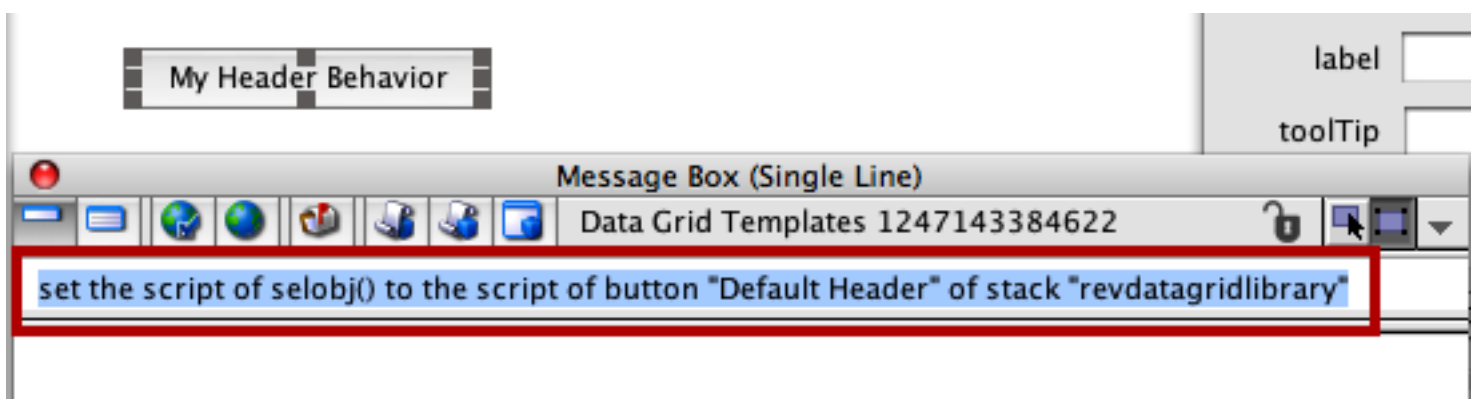 My Header Behavior
label
toolTip
Message Box (Single Line)
Data Grid Templates 1247143384622
set the script of selobj() to the script of button "Default Header" of stack "revdatagridlibrary"